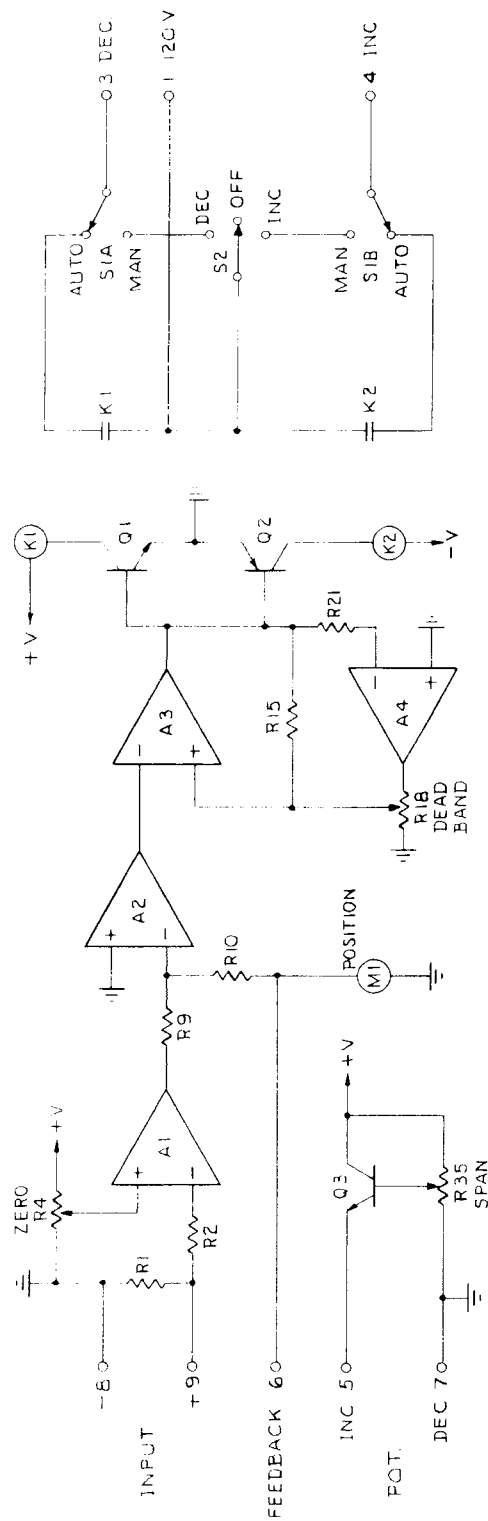 INPUT
-8
+9
FEEDBACK 6
INC 5
POT.
DEC 7
ZERO
R4
+V
R1
R2
+
-
A1
R9
+
-
A2
R10
POSITION
M1
Q3
+V
R35
SPAN
-
+
A3
+V
K1
Q1
Q2
K2
-V
R15
R21
-
+
A4
R18
DEAD
BAND
AUTO
S1A
MAN
3 DEC
K1
1 120V
DEC
S2
OFF
INC
K2
MAN
S1B
AUTO
4 INC